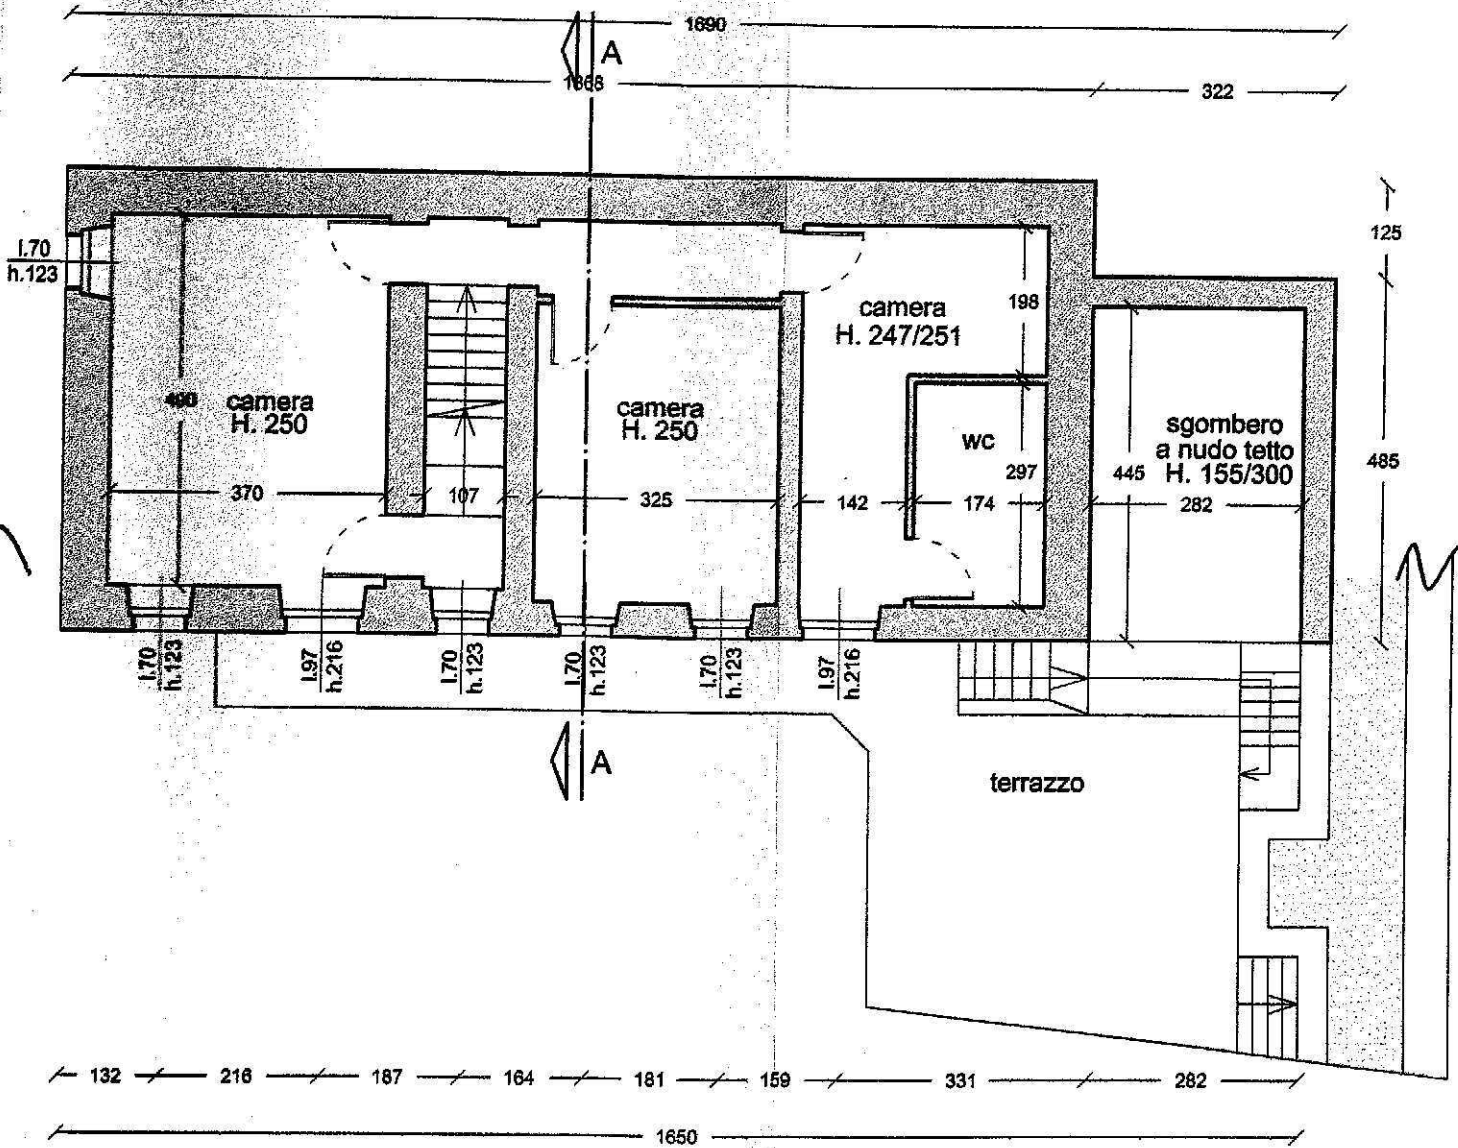 1690
A
1368
322
l.70
h.123
125
camera
H. 247/251
198
490
camera
H. 250
camera
H. 250
wc
sgombero
a nudo tetto
H. 155/300
485
370
107
325
142
174
297
445
282
l.70
h.123
l.97
h.216
l.70
h.123
l.70
h.123
l.70
h.123
l.97
h.216
A
terrazzo
132
216
187
164
181
159
331
282
1650